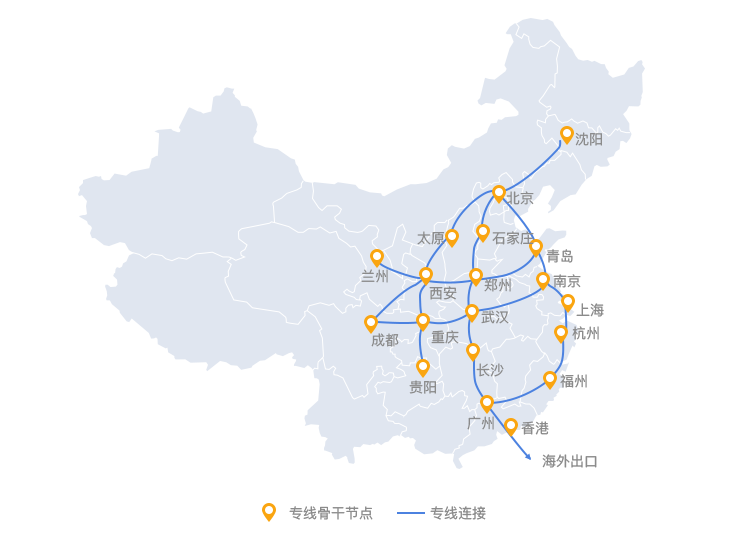 沈阳
北京
太原
石家庄
青岛
兰州
西安
郑州
南京
上海
武汉
杭州
成都
重庆
长沙
贵阳
福州
广州
香港
海外出口
专线骨干节点
专线连接